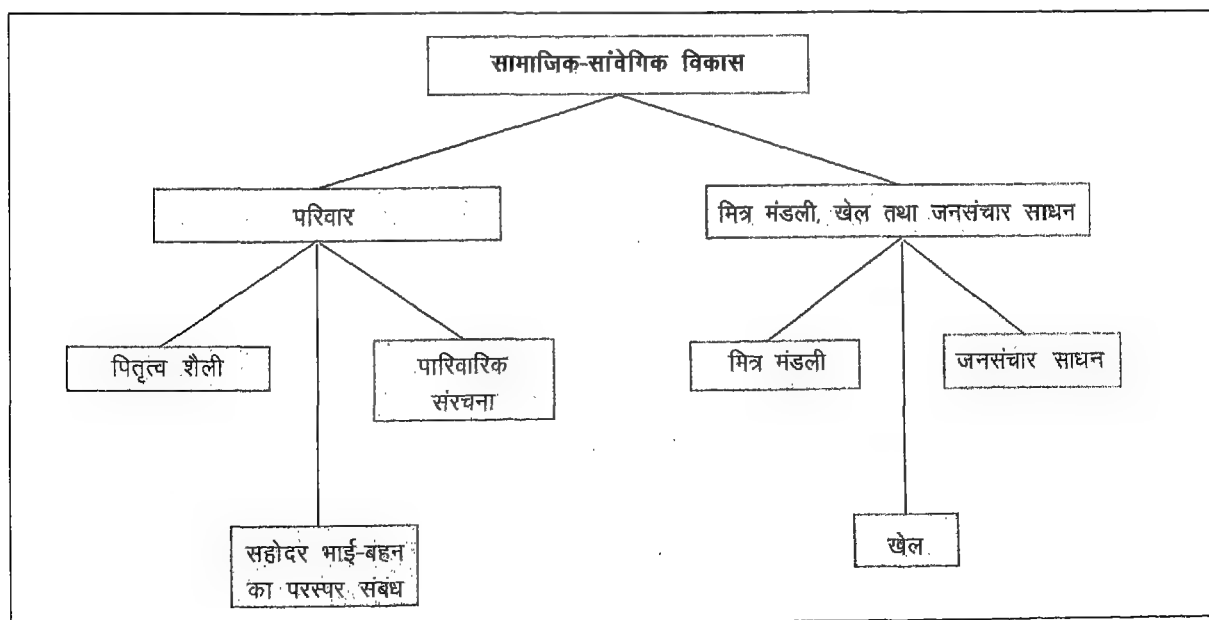 सामाजिक-सांवेगिक विकास
परिवार
मित्र मंडली, खेल तथा जनसंचार साधन
पितृत्व शैली
पारिवारिक
संरचना
मित्र मंडली
जनसंचार साधन
सहोदर भाई-बहन
का परस्पर संबंध
खेल